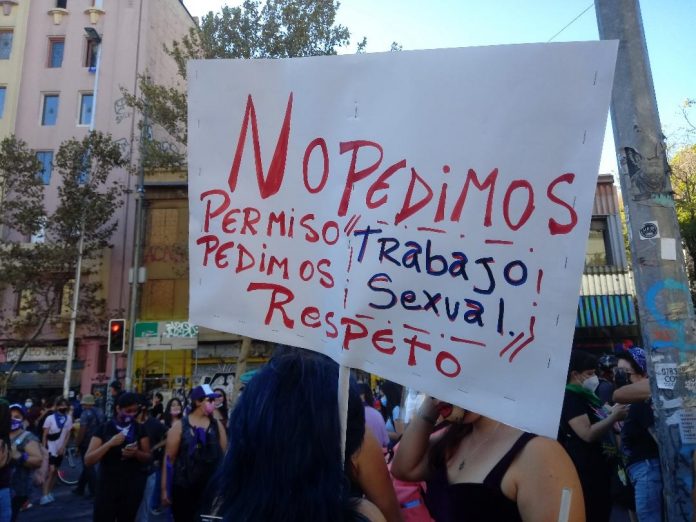 NO PEDIMOS
PERMISO "Trabajo
PEDIMOS Sexual."
RESPETO